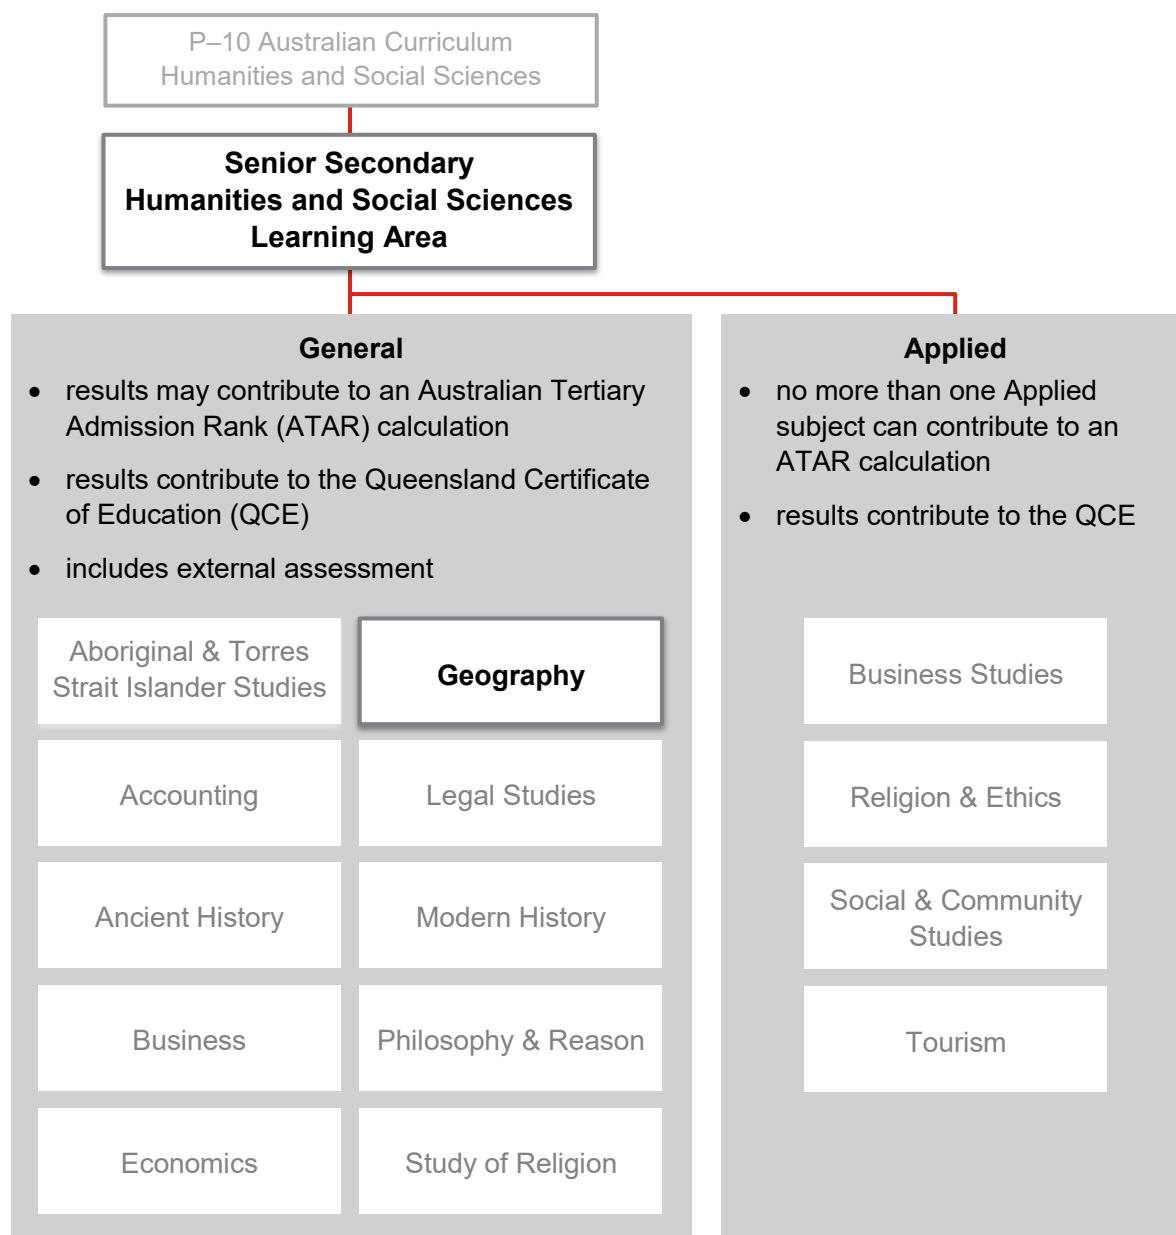 P–10 Australian Curriculum
Humanities and Social Sciences
Senior Secondary
Humanities and Social Sciences
Learning Area
General
• results may contribute to an Australian Tertiary
Admission Rank (ATAR) calculation
• results contribute to the Queensland Certificate
of Education (QCE)
• includes external assessment
Aboriginal & Torres
Strait Islander Studies
Geography
Accounting
Legal Studies
Ancient History
Modern History
Business
Philosophy & Reason
Economics
Study of Religion
Applied
• no more than one Applied
subject can contribute to an
ATAR calculation
• results contribute to the QCE
Business Studies
Religion & Ethics
Social & Community
Studies
Tourism